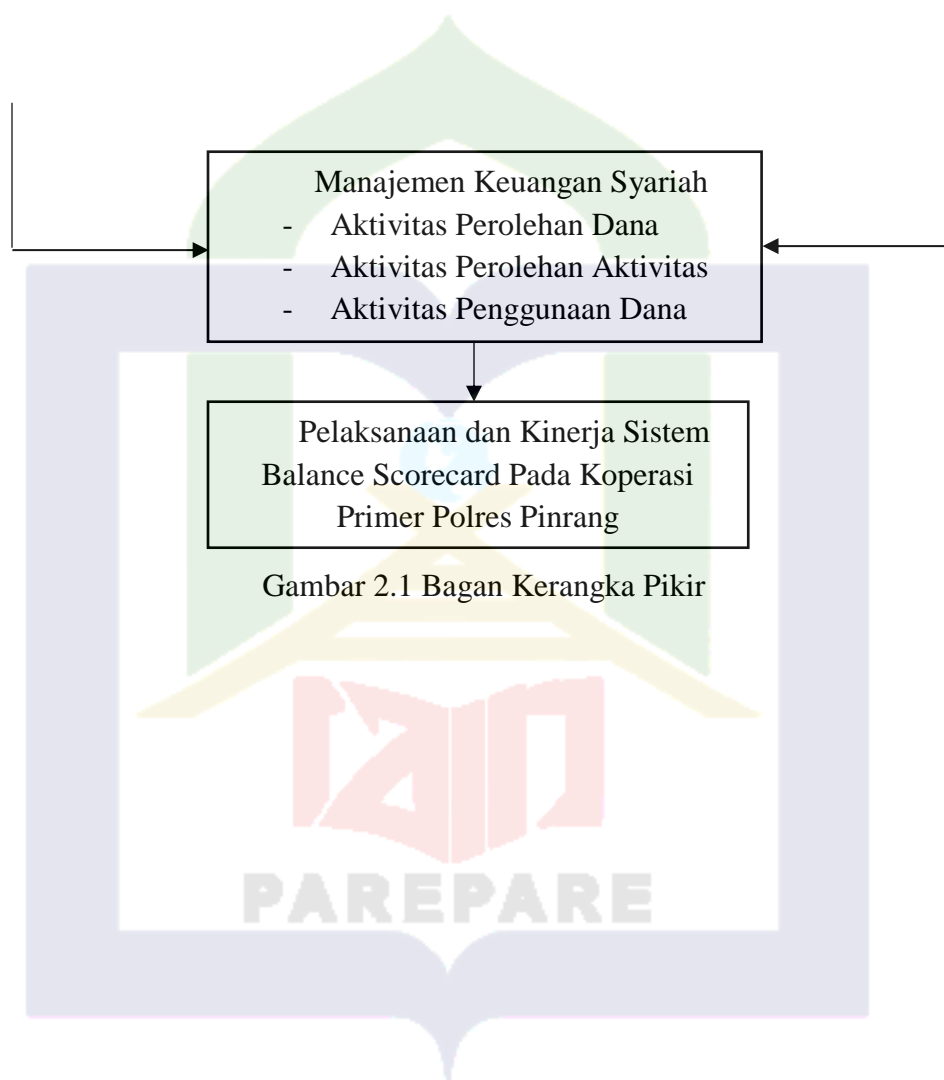 Manajemen Keuangan Syariah
- Aktivitas Perolehan Dana
- Aktivitas Perolehan Aktivitas
- Aktivitas Penggunaan Dana
Pelaksanaan dan Kinerja Sistem
Balance Scorecard Pada Koperasi
Primer Polres Pinrang
Gambar 2.1 Bagan Kerangka Pikir
iain
PAREPARE